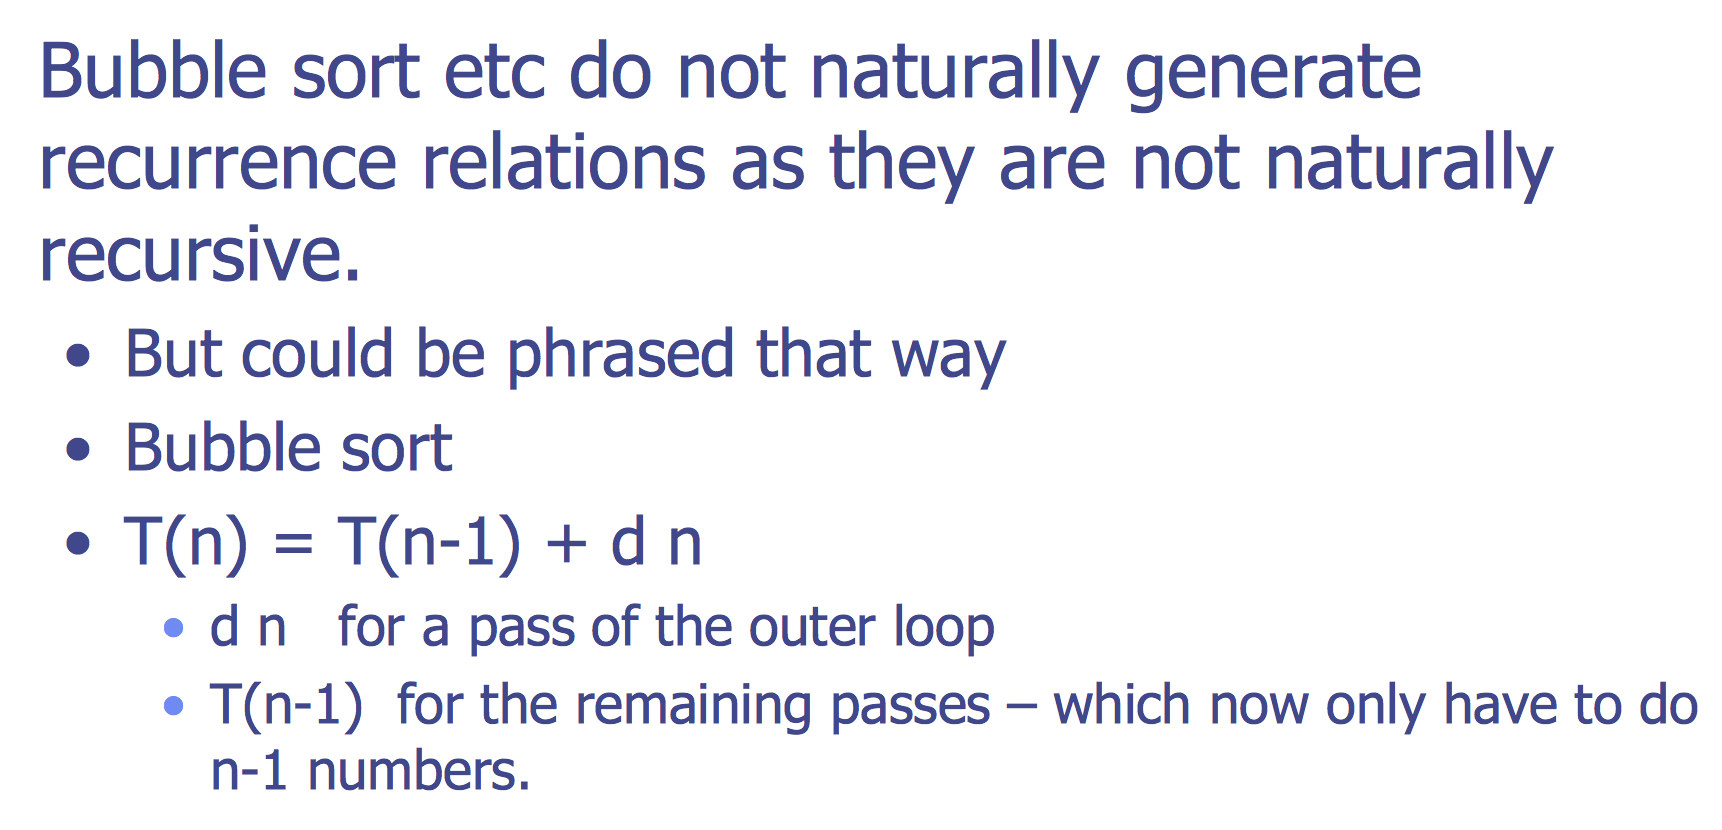 Bubble sort etc do not naturally generate
recurrence relations as they are not naturally
recursive.
• But could be phrased that way
• Bubble sort
• T(n) = T(n-1) + d n
• d n for a pass of the outer loop
• T(n-1) for the remaining passes – which now only have to do
n-1 numbers.